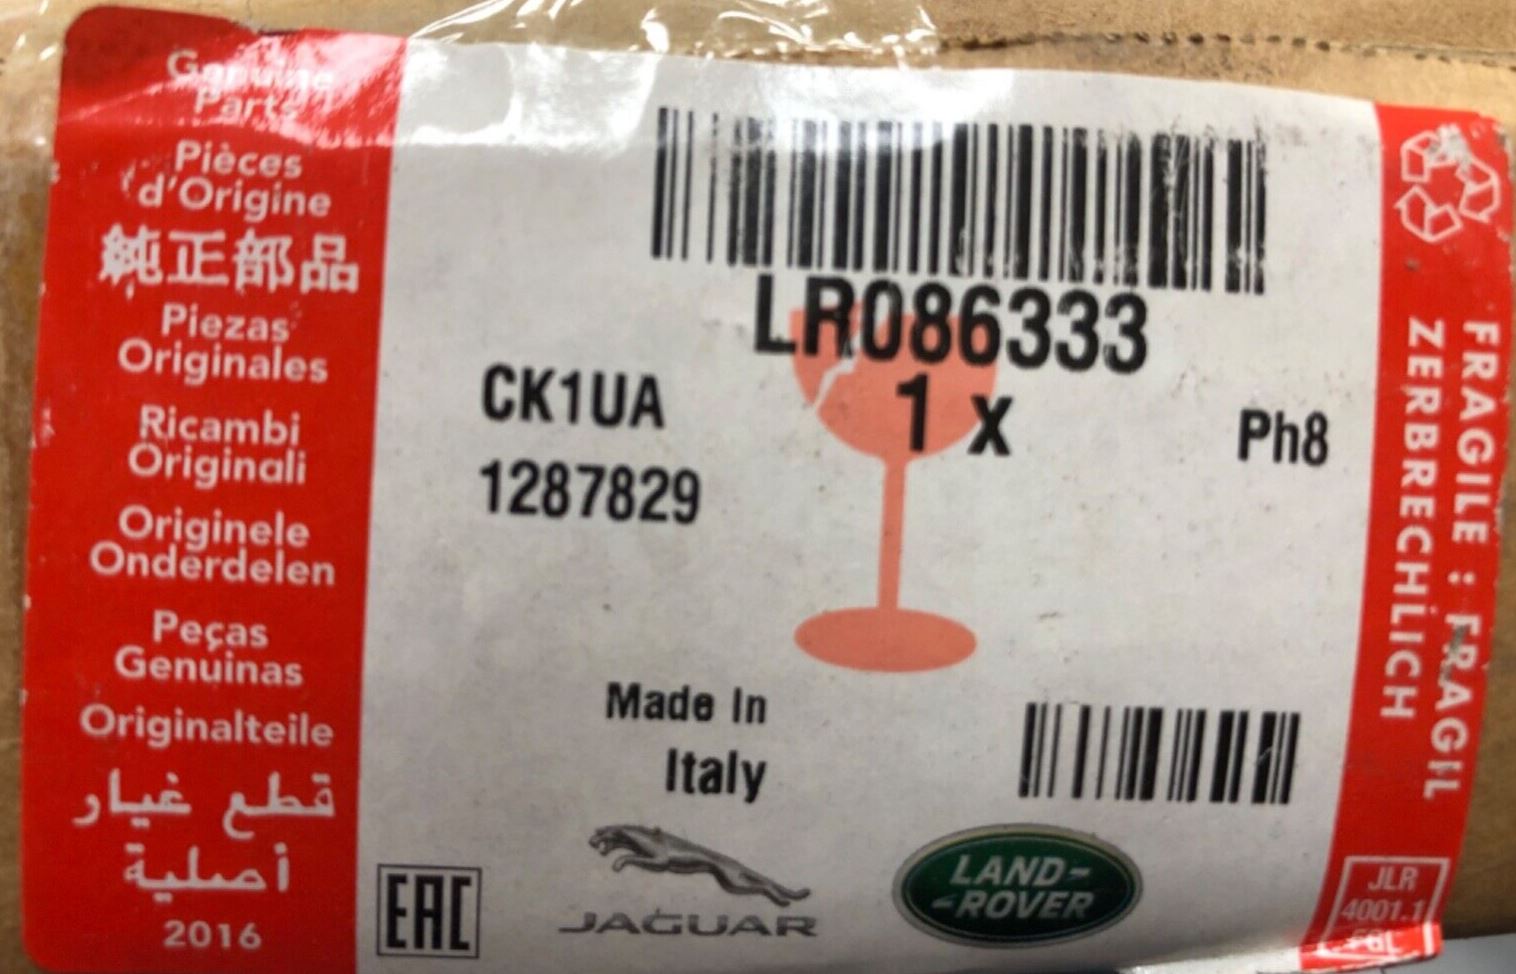 Genuine
Parts
Pièces
d'Origine
純正部品
Piezas
Originales
Ricambi
Originali
Originele
Onderdelen
Peças
Genuinas
Originalteile
قطع غيار
أصلية
2016
LR086333
CK1UA
1 x
Ph8
1287829
Made In
Italy
EAC
JAGUAR
LAND-
-ROVER
FRAGILE : FRAGIL
ZERBRECHLICH
JLR
4001.1
FGL